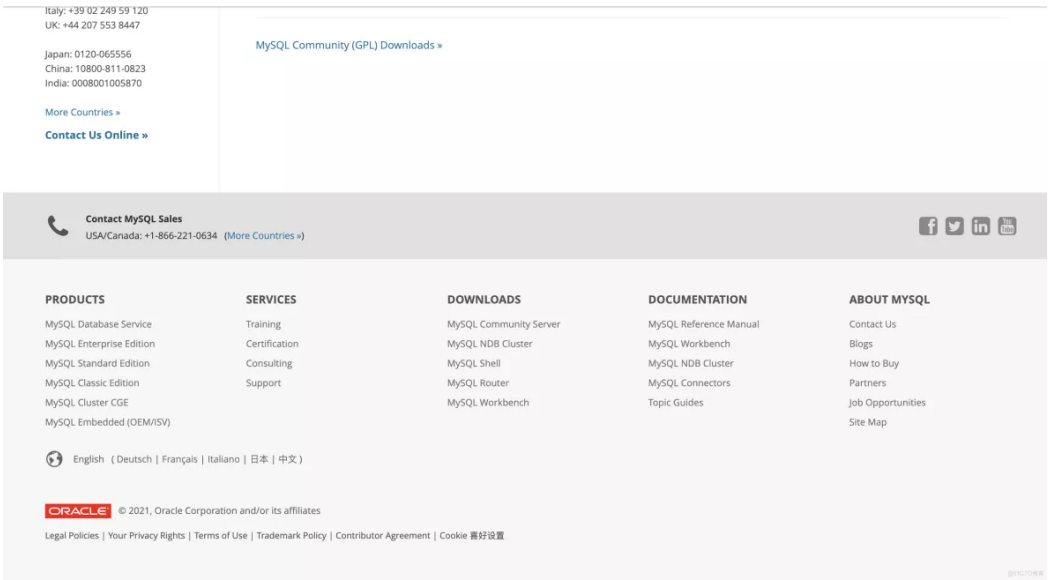 Italy: +39 02 249 59 120
UK: +44 207 553 8447
Japan: 0120-065556
China: 10800-811-0823
India: 0008001005870
More Countries »
Contact Us Online »
MySQL Community (GPL) Downloads »
Contact MySQL Sales
USA/Canada: +1-866-221-0634 (More Countries »)
PRODUCTS
MySQL Database Service
MySQL Enterprise Edition
MySQL Standard Edition
MySQL Classic Edition
MySQL Cluster CGE
MySQL Embedded (OEM/ISV)
SERVICES
Training
Certification
Consulting
Support
DOWNLOADS
MySQL Community Server
MySQL NDB Cluster
MySQL Shell
MySQL Router
MySQL Workbench
DOCUMENTATION
MySQL Reference Manual
MySQL Workbench
MySQL NDB Cluster
MySQL Connectors
Topic Guides
ABOUT MYSQL
Contact Us
Blogs
How to Buy
Partners
Job Opportunities
Site Map
English ( Deutsch | Français | Italiano | 日本 | 中文 )
ORACLE © 2021, Oracle Corporation and/or its affiliates
Legal Policies | Your Privacy Rights | Terms of Use | Trademark Policy | Contributor Agreement | Cookie 喜好设置
@51CTO博客